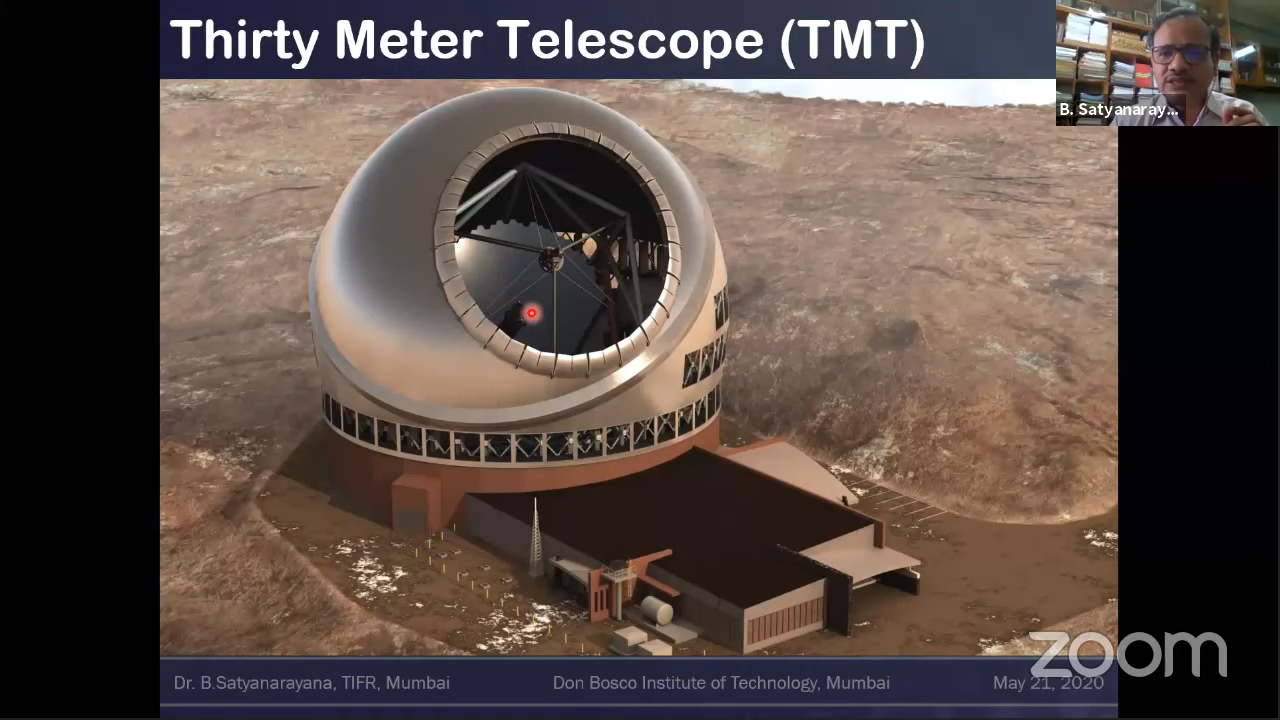 Thirty Meter Telescope (TMT)
B. Satyanaray...
zoom
Dr. B.Satyanarayana, TIFR, Mumbai
Don Bosco Institute of Technology, Mumbai
May 21, 2020